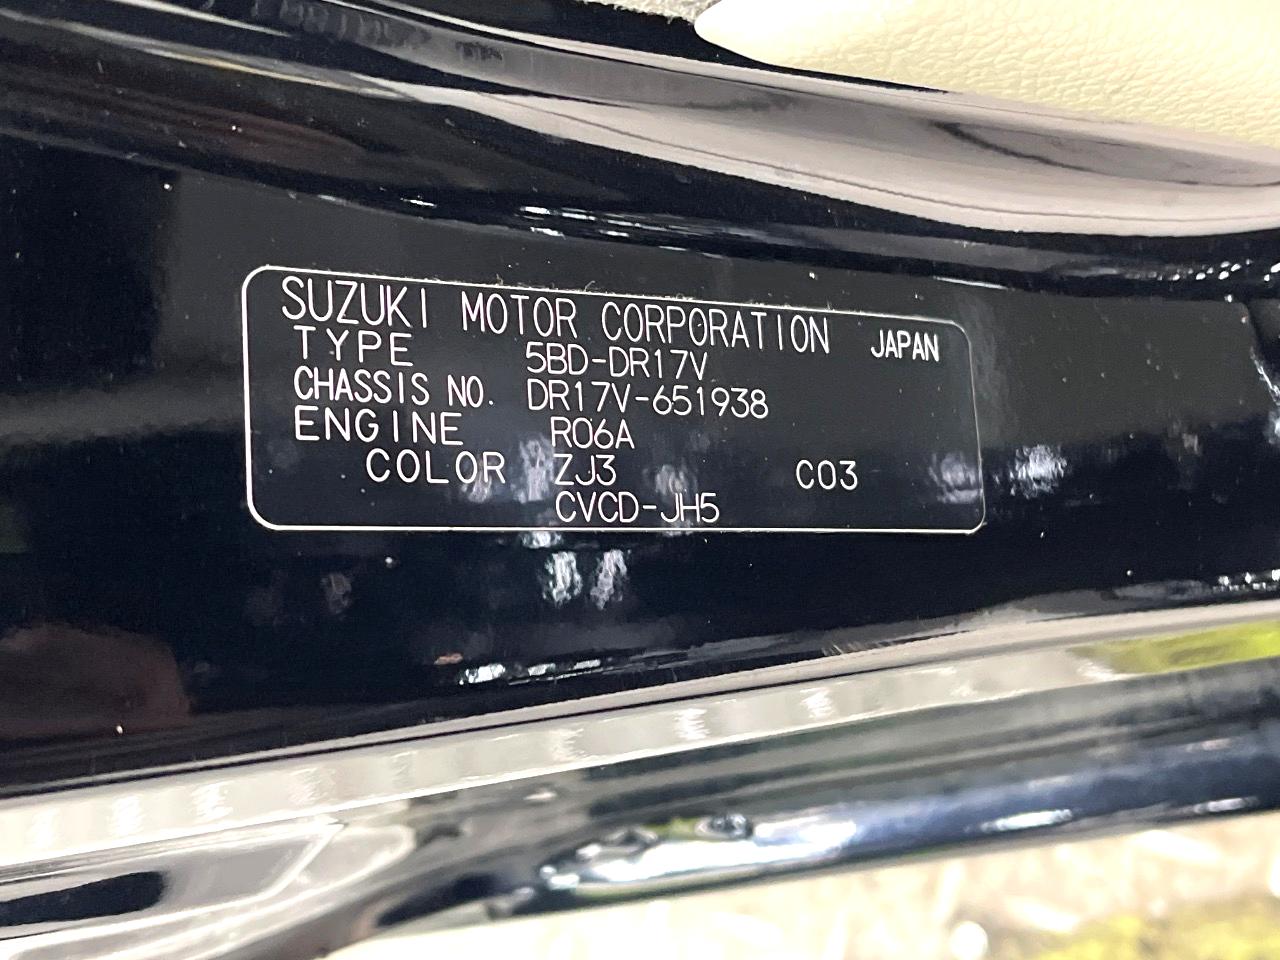 SUZUKI MOTOR CORPORATION JAPAN
TYPE 5BD-DR17V
CHASSIS NO. DR17V-651938
ENGINE R06A
COLOR ZJ3 C03
CVCD-JH5